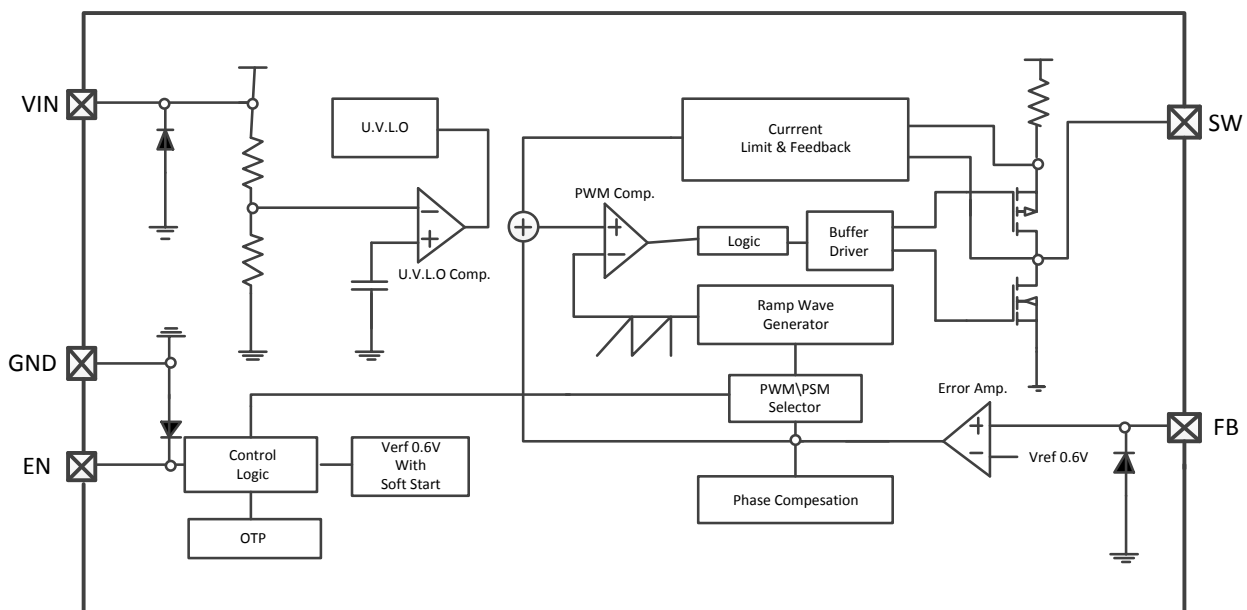 VIN
U.V.L.O
Currrent
Limit & Feedback
SW
PWM Comp.
−
+
U.V.L.O Comp.
+
+
−
Logic
Buffer
Driver
Ramp Wave
Generator
GND
PWM\PSM
Selector
Error Amp.
+
−
Vref 0.6V
FB
EN
Control
Logic
Verf 0.6V
With
Soft Start
Phase Compesation
OTP